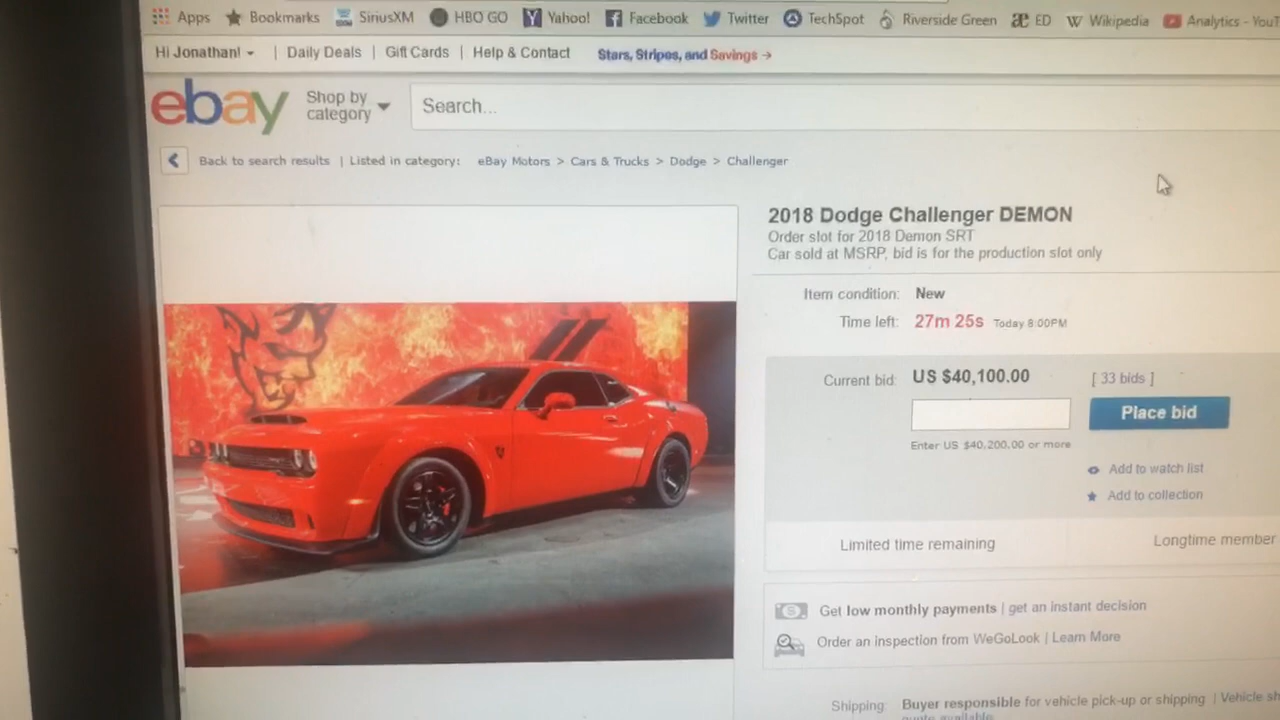 Apps Bookmarks SiriusXM HBO GO Yahoo! Facebook Twitter TechSpot Riverside Green ED Wikipedia Analytics - YouT
Hi Jonathan! | Daily Deals | Gift Cards | Help & Contact Stars, Stripes, and Savings →
ebay Shop by category Search...
Back to search results | Listed in category: eBay Motors > Cars & Trucks > Dodge > Challenger
2018 Dodge Challenger DEMON
Order slot for 2018 Demon SRT
Car sold at MSRP, bid is for the production slot only
Item condition: New
Time left: 27m 25s Today 8:00PM
Current bid: US $40,100.00 [ 33 bids ]
Place bid
Enter US $40,200.00 or more
Add to watch list
Add to collection
Limited time remaining Longtime member
Get low monthly payments | get an instant decision
Order an inspection from WeGoLook | Learn More
Shipping: Buyer responsible for vehicle pick-up or shipping | Vehicle sh
quote available